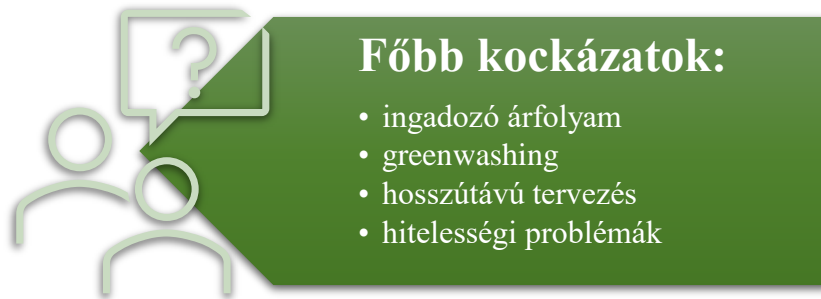 Főbb kockázatok:
• ingadozó árfolyam
• greenwashing
• hosszútávú tervezés
• hitelességi problémák